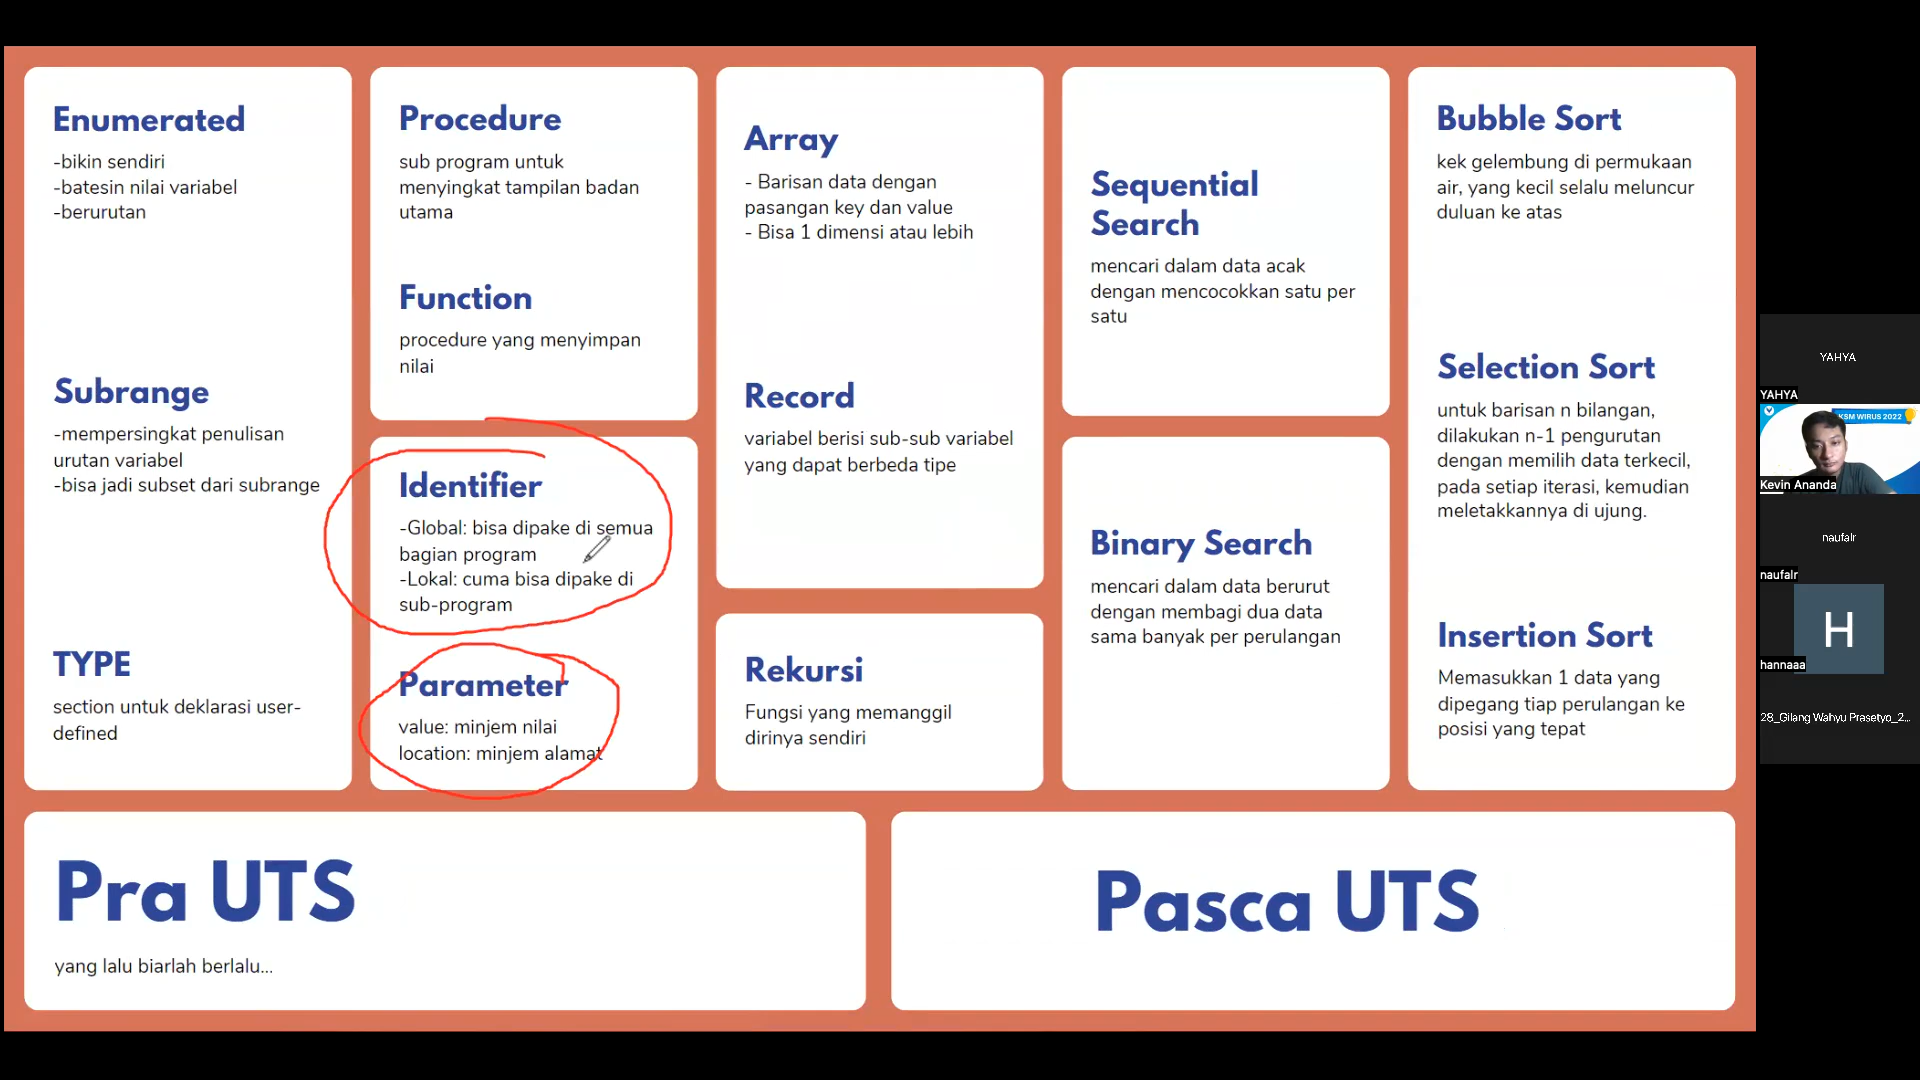 Enumerated
-bikin sendiri
-batesin nilai variabel
-berurutan
Subrange
-mempersingkat penulisan
urutan variabel
-bisa jadi subset dari subrange
TYPE
section untuk deklarasi user-
defined
Procedure
sub program untuk
menyingkat tampilan badan
utama
Function
procedure yang menyimpan
nilai
Identifier
-Global: bisa dipake di semua
bagian program
-Lokal: cuma bisa dipake di
sub-program
Parameter
value: minjem nilai
location: minjem alamat
Array
- Barisan data dengan
pasangan key dan value
- Bisa 1 dimensi atau lebih
Record
variabel berisi sub-sub variabel
yang dapat berbeda tipe
Rekursi
Fungsi yang memanggil
dirinya sendiri
Sequential
Search
mencari dalam data acak
dengan mencocokkan satu per
satu
Binary Search
mencari dalam data berurut
dengan membagi dua data
sama banyak per perulangan
Bubble Sort
kek gelembung di permukaan
air, yang kecil selalu meluncur
duluan ke atas
Selection Sort
untuk barisan n bilangan,
dilakukan n-1 pengurutan
dengan memilih data terkecil,
pada setiap iterasi, kemudian
meletakkannya di ujung.
Insertion Sort
Memasukkan 1 data yang
dipegang tiap perulangan ke
posisi yang tepat
Pra UTS
yang lalu biarlah berlalu...
Pasca UTS
YAHYA
YAHYA
KSM WIRUS 2022
Kevin Ananda
naufalr
naufalr
H
hannaaa
28_Gilang Wahyu Prasetyo_2...